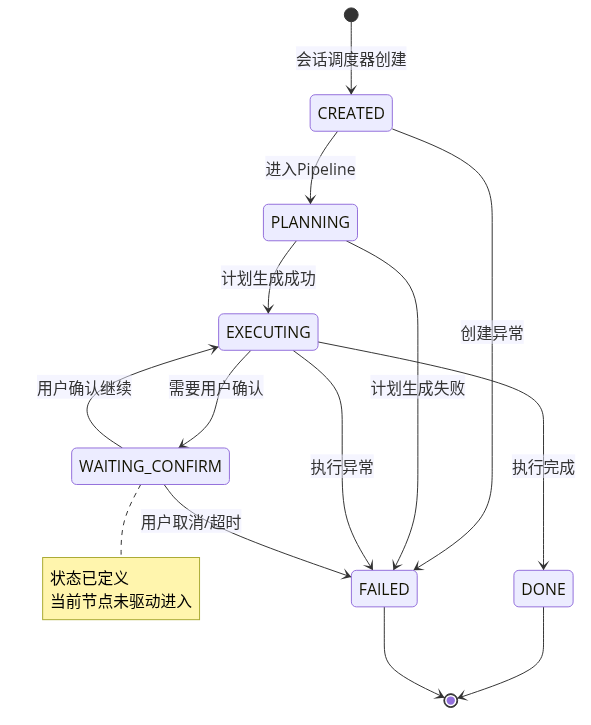 会话调度器创建
CREATED
进入Pipeline
PLANNING
计划生成成功
EXECUTING
创建异常
用户确认继续
需要用户确认
计划生成失败
WAITING_CONFIRM
执行异常
执行完成
用户取消/超时
状态已定义
当前节点未驱动进入
FAILED
DONE